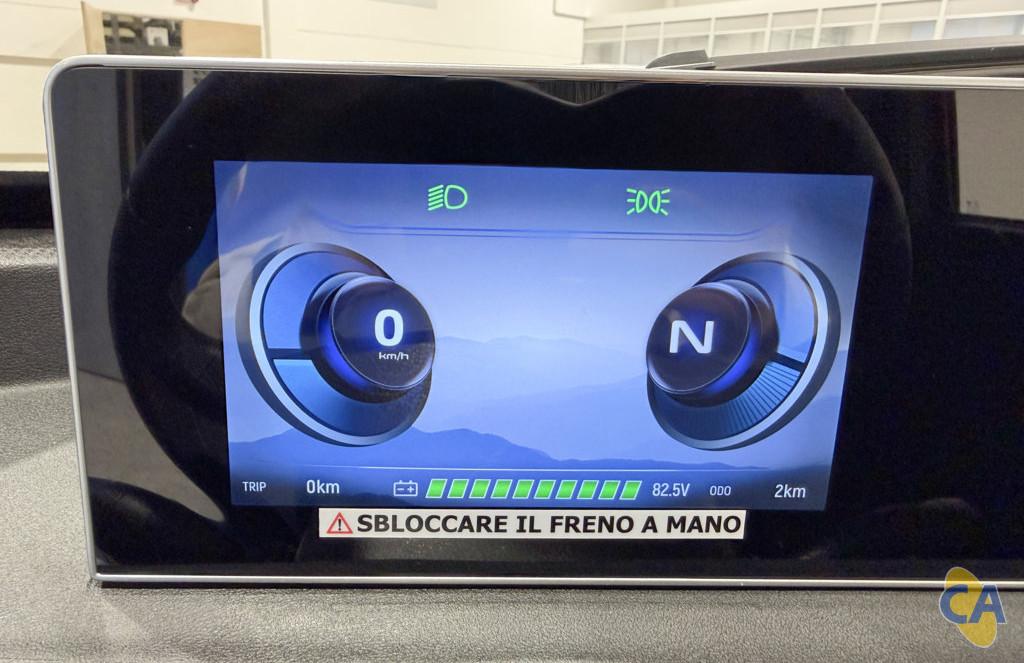 0
km/h
N
TRIP 0km 82.5V ODO 2km
SBLOCCARE IL FRENO A MANO
CA